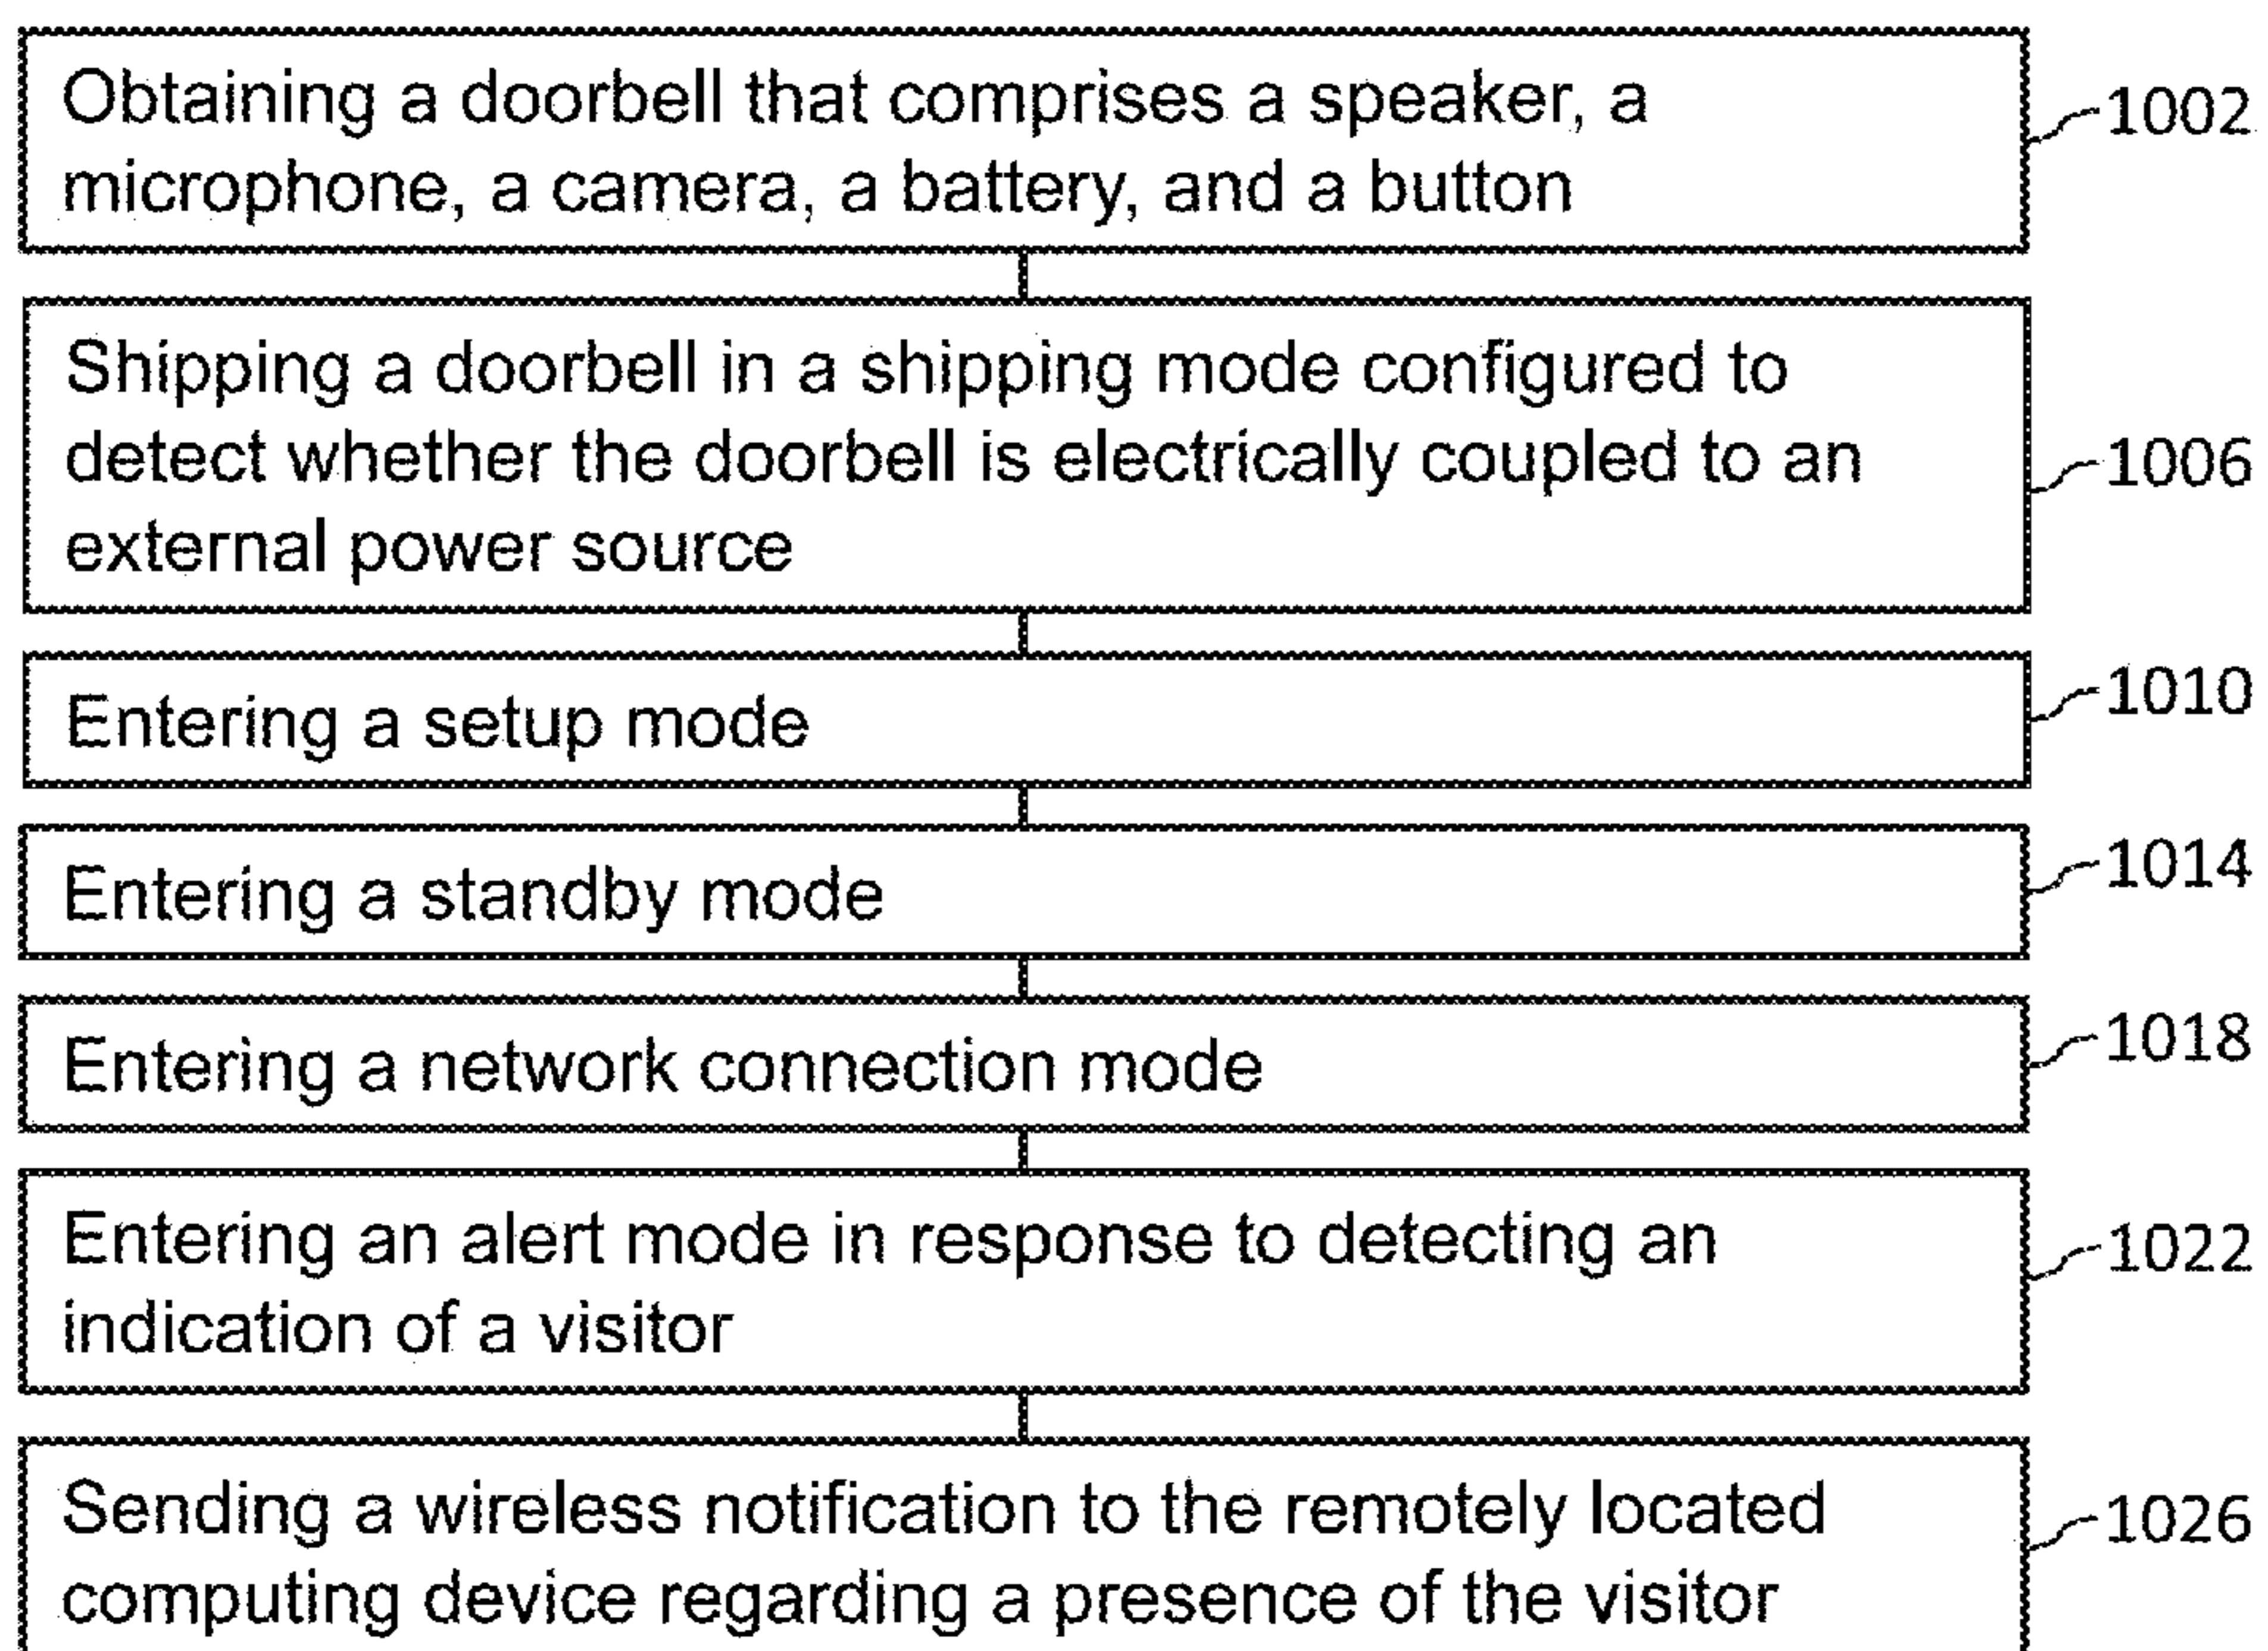 Obtaining a doorbell that comprises a speaker, a
microphone, a camera, a battery, and a button
1002
Shipping a doorbell in a shipping mode configured to
detect whether the doorbell is electrically coupled to an
external power source
1006
Entering a setup mode
1010
Entering a standby mode
1014
Entering a network connection mode
1018
Entering an alert mode in response to detecting an
indication of a visitor
1022
Sending a wireless notification to the remotely located
computing device regarding a presence of the visitor
1026